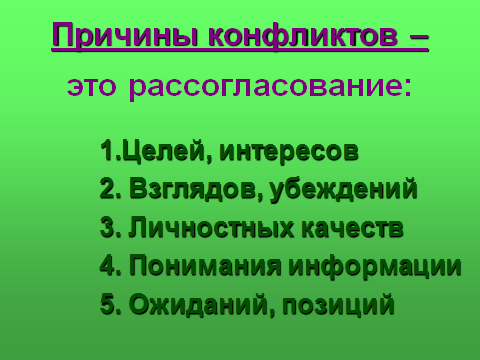 Причины конфликтов –
это рассогласование:
1.Целей, интересов
2. Взглядов, убеждений
3. Личностных качеств
4. Понимания информации
5. Ожиданий, позиций